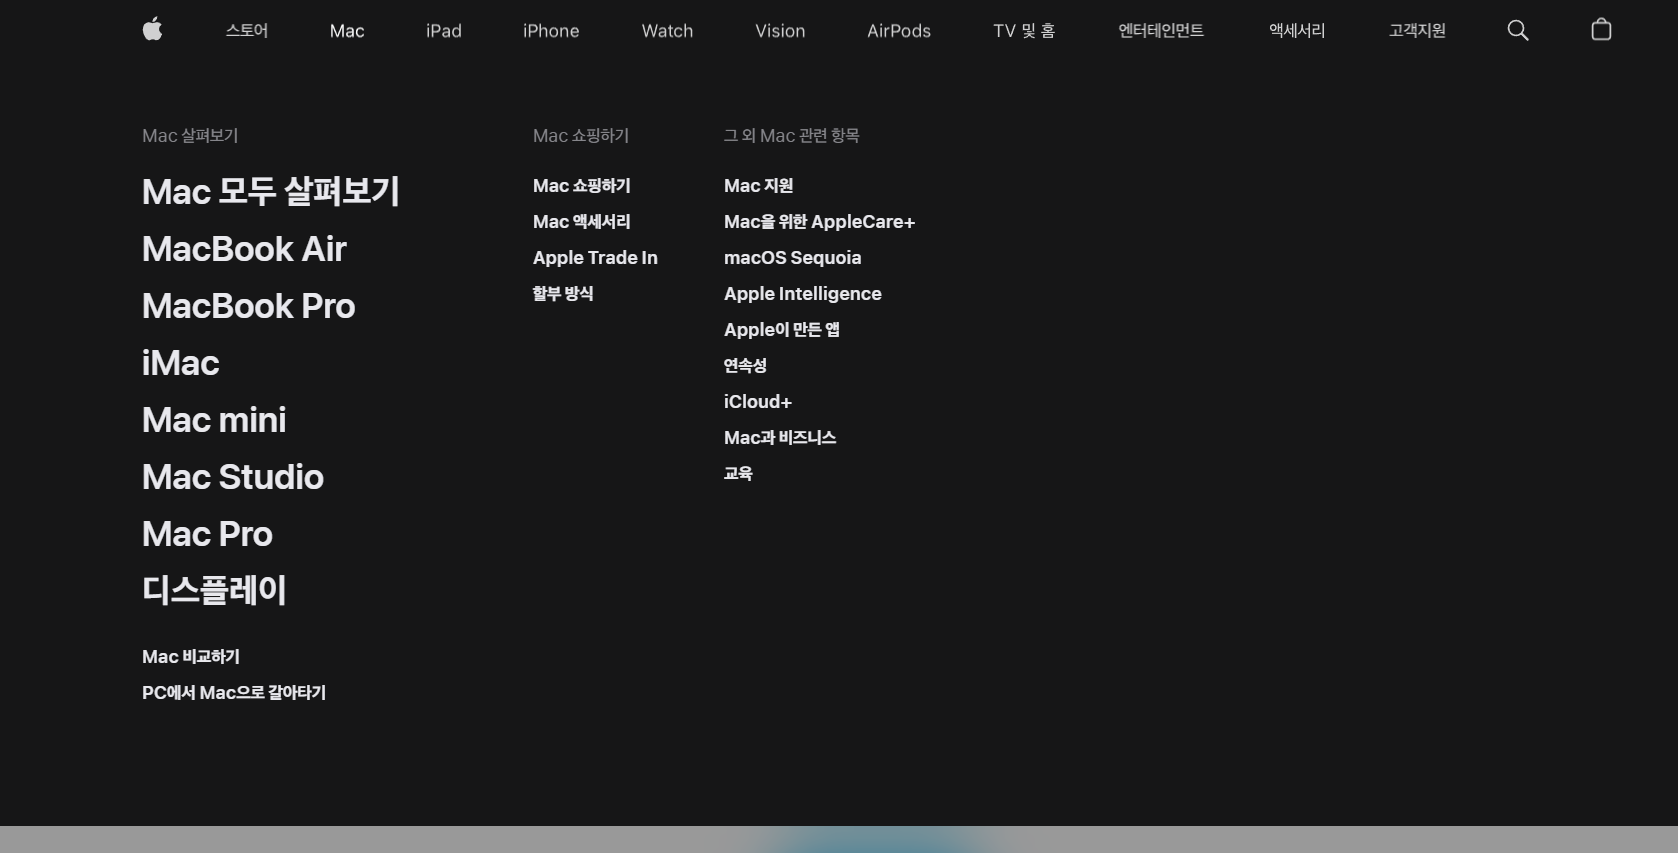 스토어 Mac iPad iPhone Watch Vision AirPods TV 및 홈 엔터테인먼트 액세서리 고객지원
Mac 살펴보기
Mac 모두 살펴보기
MacBook Air
MacBook Pro
iMac
Mac mini
Mac Studio
Mac Pro
디스플레이
Mac 비교하기
PC에서 Mac으로 갈아타기
Mac 쇼핑하기
Mac 쇼핑하기
Mac 액세서리
Apple Trade In
할부 방식
그 외 Mac 관련 항목
Mac 지원
Mac을 위한 AppleCare+
macOS Sequoia
Apple Intelligence
Apple이 만든 앱
연속성
iCloud+
Mac과 비즈니스
교육